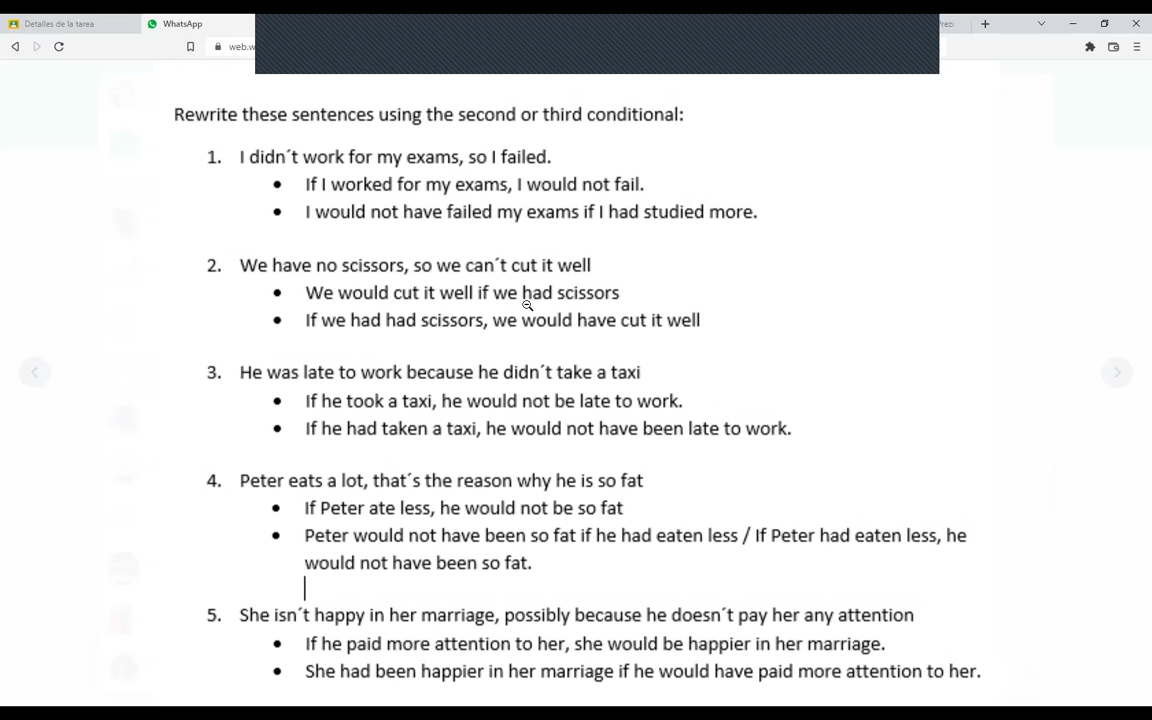 Detalles de la tarea
WhatsApp
Prezi
web.w
Rewrite these sentences using the second or third conditional:
1. I didn´t work for my exams, so I failed.
• If I worked for my exams, I would not fail.
• I would not have failed my exams if I had studied more.
2. We have no scissors, so we can´t cut it well
• We would cut it well if we had scissors
• If we had had scissors, we would have cut it well
3. He was late to work because he didn´t take a taxi
• If he took a taxi, he would not be late to work.
• If he had taken a taxi, he would not have been late to work.
4. Peter eats a lot, that´s the reason why he is so fat
• If Peter ate less, he would not be so fat
• Peter would not have been so fat if he had eaten less / If Peter had eaten less, he
would not have been so fat.
5. She isn´t happy in her marriage, possibly because he doesn´t pay her any attention
• If he paid more attention to her, she would be happier in her marriage.
• She had been happier in her marriage if he would have paid more attention to her.